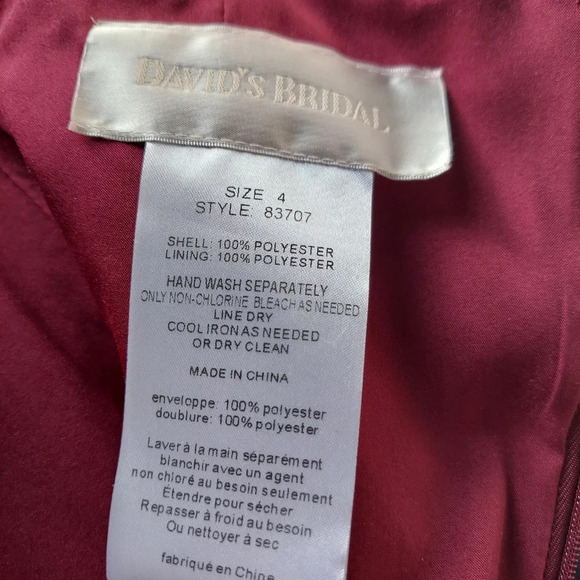 DAVID'S BRIDAL
SIZE 4
STYLE: 83707
SHELL: 100% POLYESTER
LINING: 100% POLYESTER
HAND WASH SEPARATELY
ONLY NON-CHLORINE BLEACH AS NEEDED
LINE DRY
COOL IRON AS NEEDED
OR DRY CLEAN
MADE IN CHINA
enveloppe: 100% polyester
doublure: 100% polyester
Laver à la main séparément
blanchir avec un agent
non chloré au besoin seulement
Étendre pour sécher
Repasser à froid au besoin
Ou nettoyer à sec
fabriqué en Chine